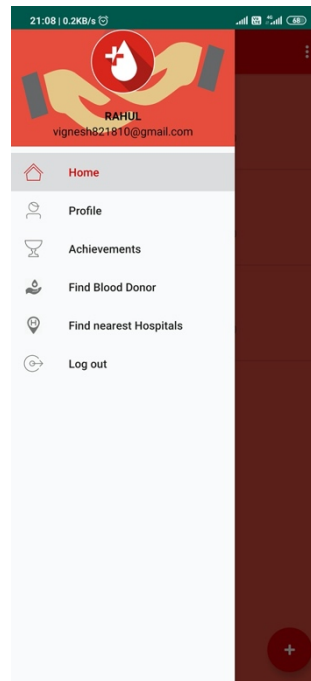 21:08 | 0.2KB/s
68
RAHUL
vignesh821810@gmail.com
Home
Profile
Achievements
Find Blood Donor
H
Find nearest Hospitals
Log out